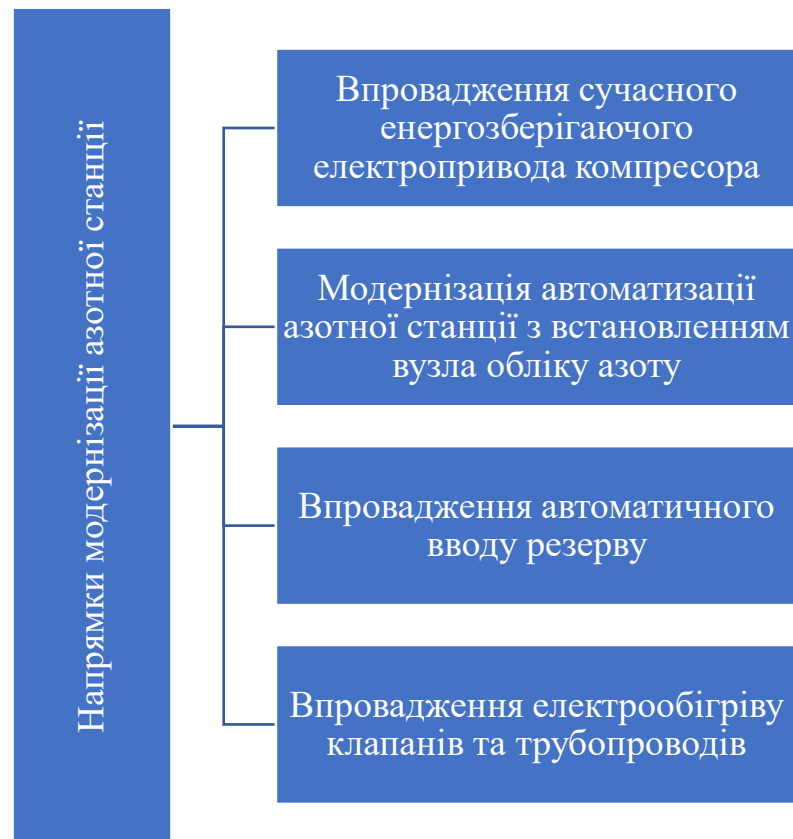 Напрямки модернізації азотної станції
Впровадження сучасного
енергозберігаючого
електропривода компресора
Модернізація автоматизації
азотної станції з встановленням
вузла обліку азоту
Впровадження автоматичного
вводу резерву
Впровадження електрообігріву
клапанів та трубопроводів